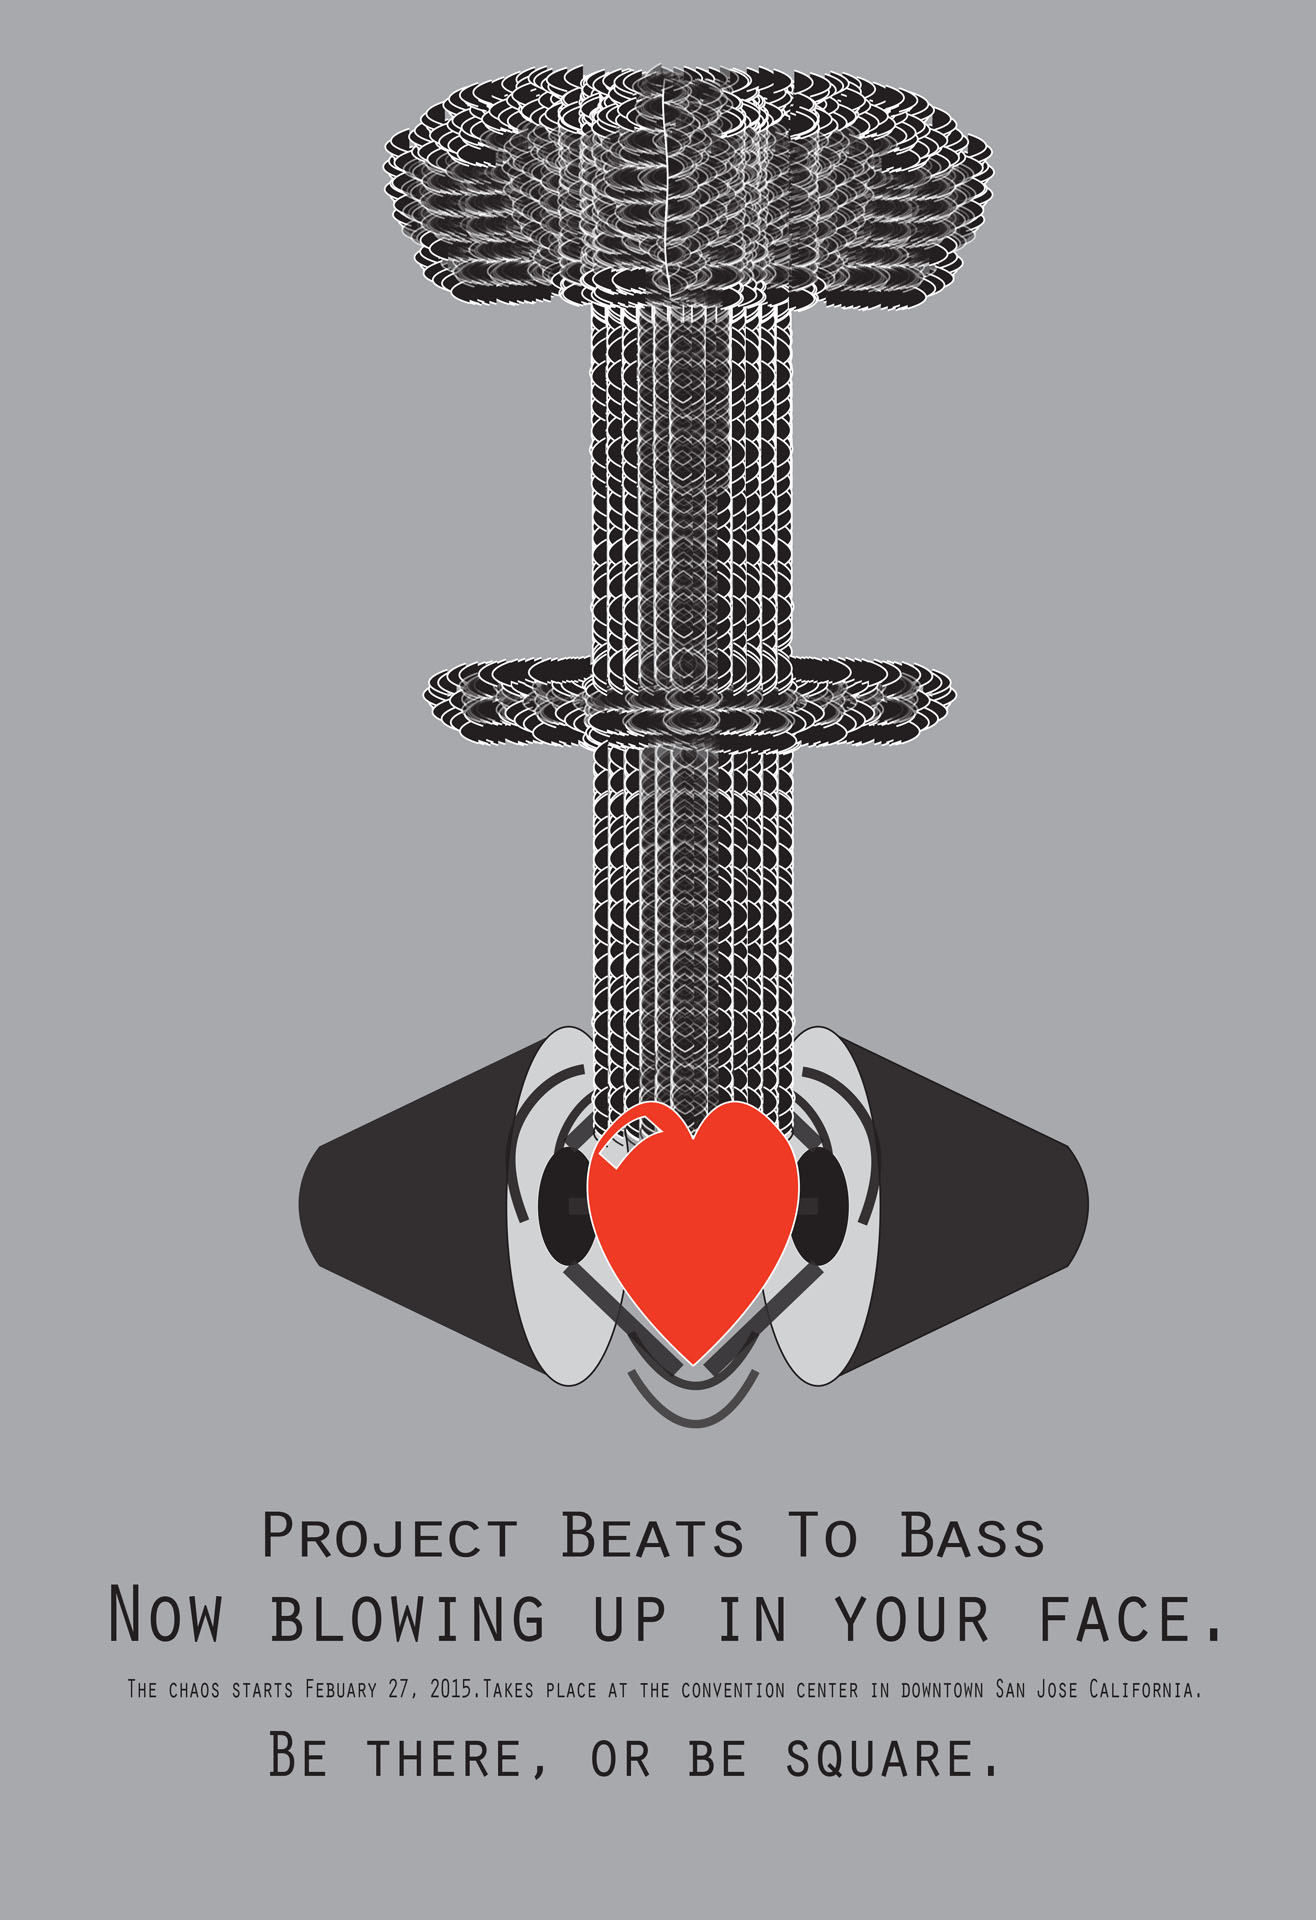 Project Beats To Bass
Now blowing up in your face.
The chaos starts Febuary 27, 2015.Takes place at the convention center in downtown San Jose California.
Be there, or be square.